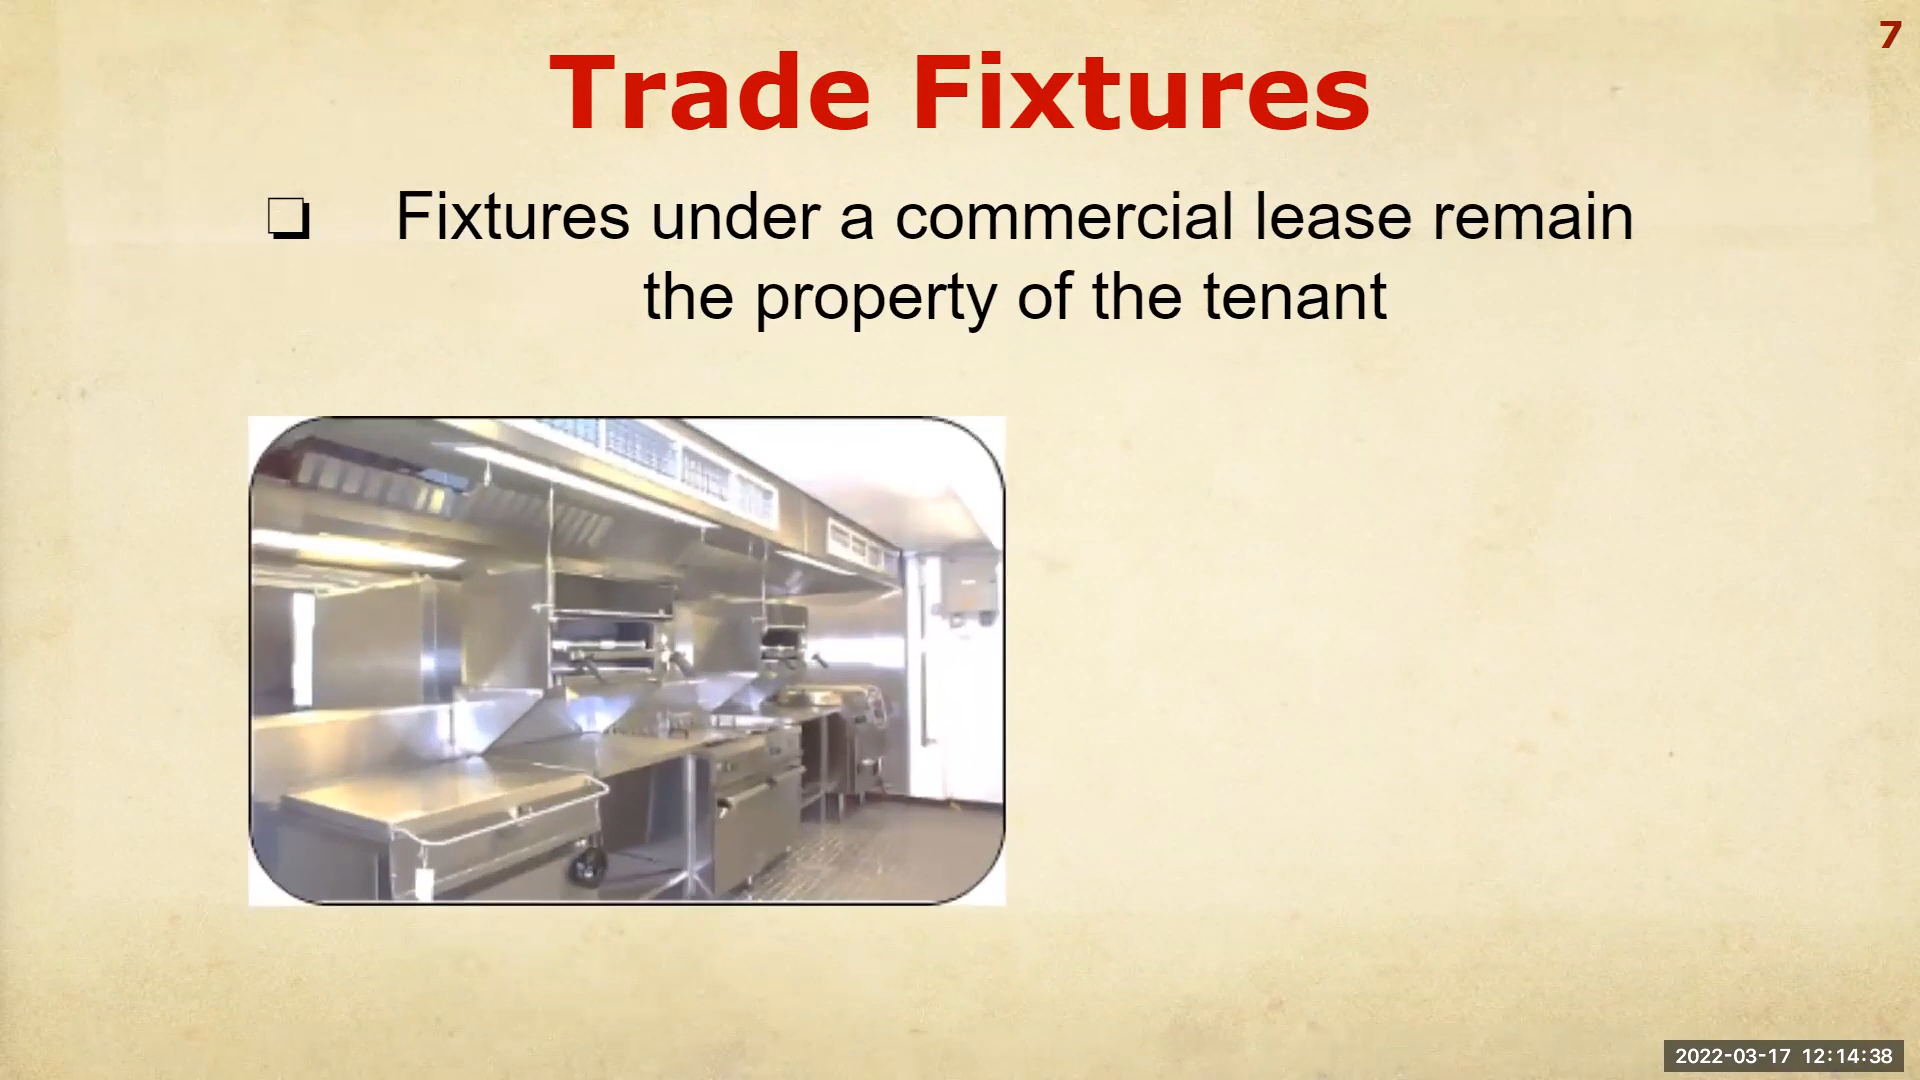 7
Trade Fixtures
❏ Fixtures under a commercial lease remain
the property of the tenant
2022-03-17 12:14:38